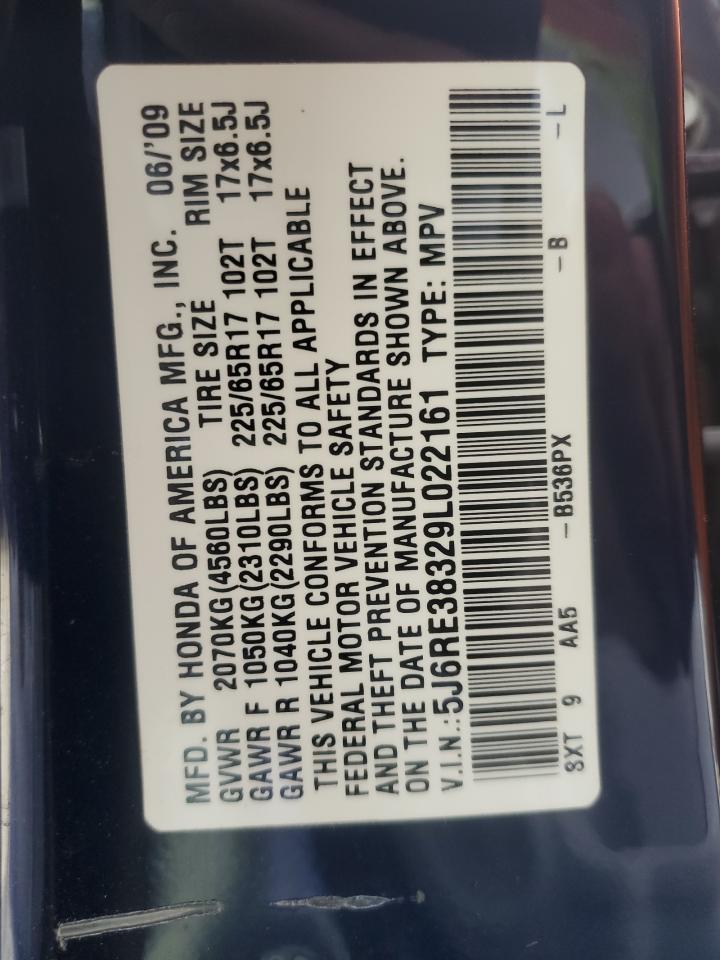 MFD. BY HONDA OF AMERICA MFG., INC. 06/'09
GVWR 2070KG(4560LBS) TIRE SIZE RIM SIZE
GAWR F 1050KG(2310LBS) 225/65R17 102T 17x6.5J
GAWR R 1040KG(2290LBS) 225/65R17 102T 17x6.5J
THIS VEHICLE CONFORMS TO ALL APPLICABLE
FEDERAL MOTOR VEHICLE SAFETY
AND THEFT PREVENTION STANDARDS IN EFFECT
ON THE DATE OF MANUFACTURE SHOWN ABOVE.
V.I.N.:5J6RE38329L022161 TYPE: MPV
SXT 9 AA5 -B536PX -B -L